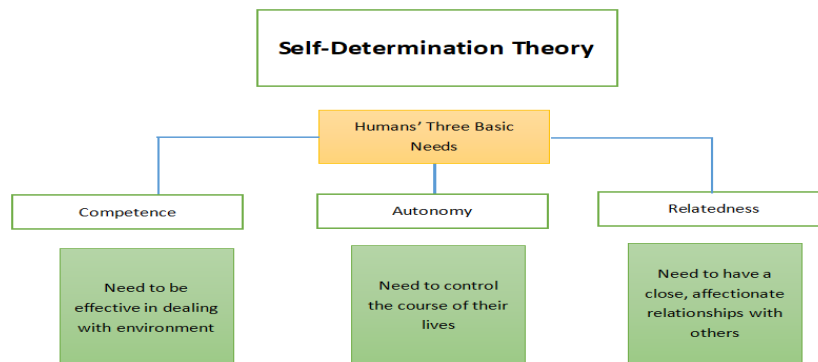 Self-Determination Theory
Humans’ Three Basic
Needs
Competence
Autonomy
Relatedness
Need to be
effective in dealing
with environment
Need to control
the course of their
lives
Need to have a
close, affectionate
relationships with
others